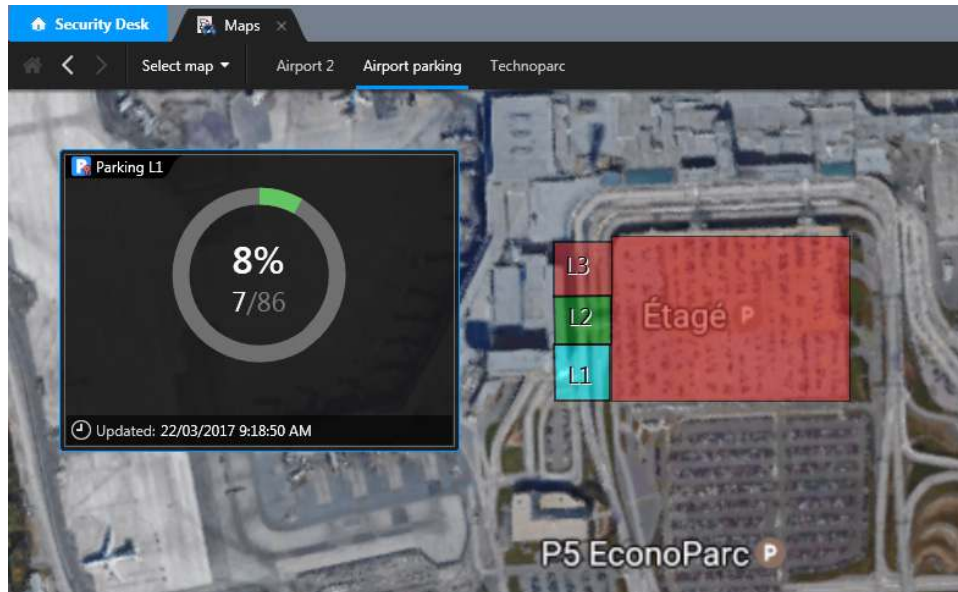 Security Desk
Maps
Select map
Airport 2
Airport parking
Technoparc
Parking L1
8%
7/86
Updated: 22/03/2017 9:18:50 AM
L3
L2
L1
Étagé P
P5 EconoParc P